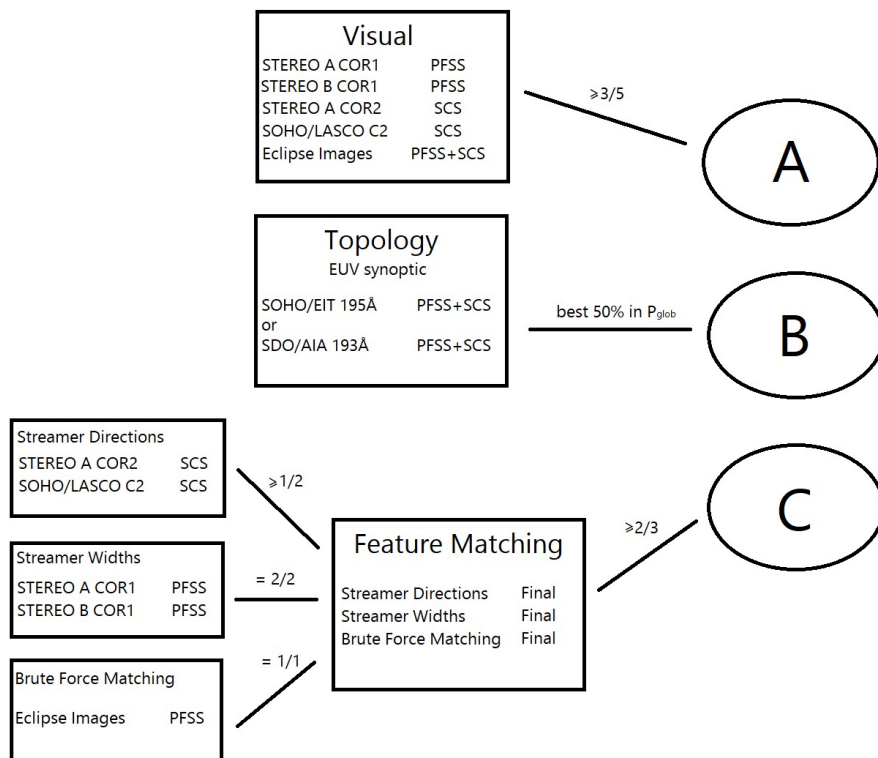 Visual
STEREO A COR1 PFSS
STEREO B COR1 PFSS
STEREO A COR2 SCS
SOHO/LASCO C2 SCS
Eclipse Images PFSS+SCS
⩾3/5
A
Topology
EUV synoptic
SOHO/EIT 195Å PFSS+SCS
or
SDO/AIA 193Å PFSS+SCS
best 50% in Pglob
B
Streamer Directions
STEREO A COR2 SCS
SOHO/LASCO C2 SCS
⩾1/2
Streamer Widths
STEREO A COR1 PFSS
STEREO B COR1 PFSS
= 2/2
Brute Force Matching
Eclipse Images PFSS
= 1/1
Feature Matching
Streamer Directions Final
Streamer Widths Final
Brute Force Matching Final
⩾2/3
C